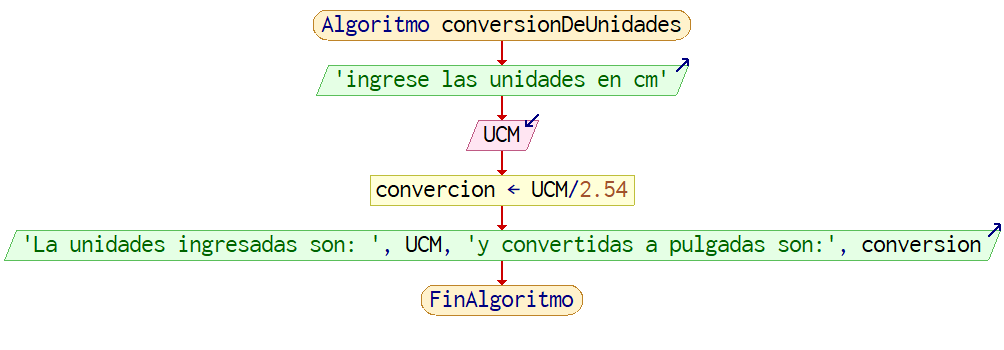 Algoritmo conversionDeUnidades
'ingrese las unidades en cm'
UCM
convercion ← UCM/2.54
'La unidades ingresadas son: ', UCM, 'y convertidas a pulgadas son:', conversion
FinAlgoritmo